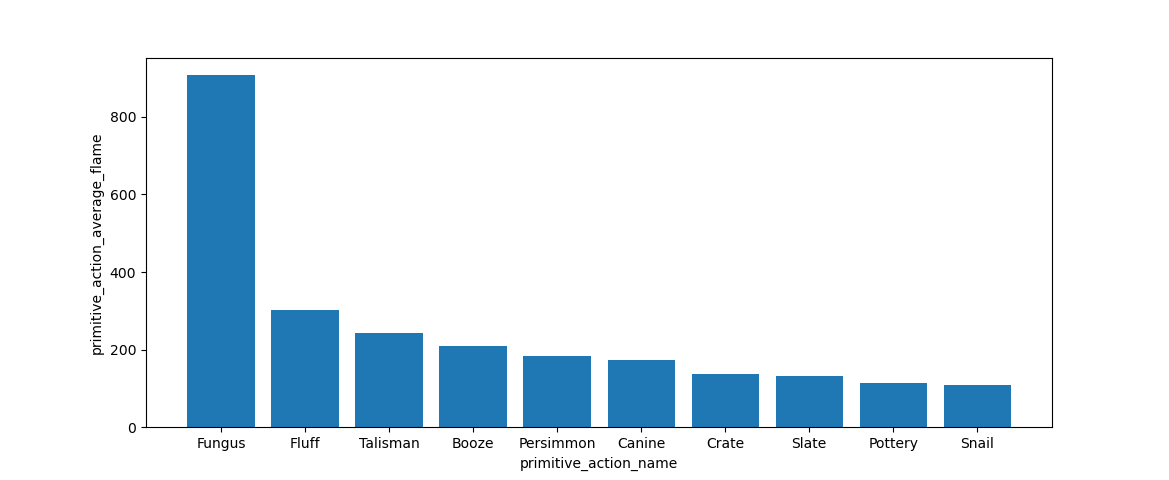 primitive_action_average_flame
800
600
400
200
0
Fungus Fluff Talisman Booze Persimmon Canine Crate Slate Pottery Snail
primitive_action_name